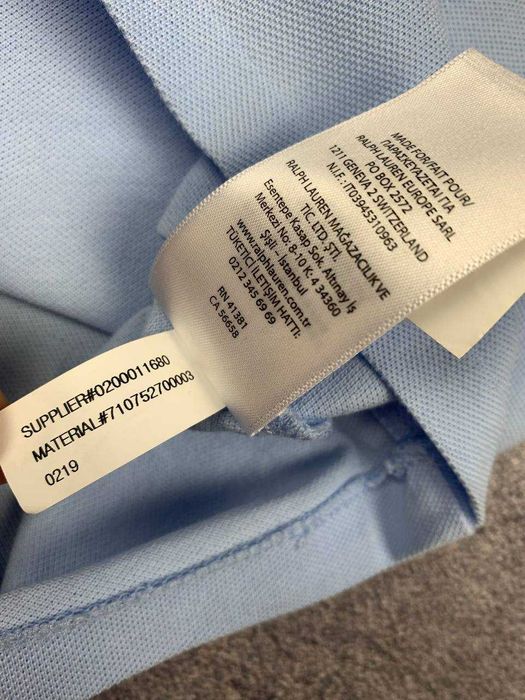 MADE FOR/FAIT POUR/
ΠΑΡΑΣΚΕΥΑΖΕΤΑΙ ΓΙΑ
RALPH LAUREN EUROPE SARL
PO BOX 2572
1211 GENEVA 2 SWITZERLAND
N.I.F.: IT03945310963
RALPH LAUREN MAĞAZACILIK VE
TİC. LTD. ŞTİ.
Esentepe Kasap Sok. Altınay İş
Merkezi No: 8-10 K: 4 34360
Şişli – İstanbul
www.ralphlauren.com.tr
TÜKETİCİ İLETİŞİM HATTI:
0212 345 69 69
RN 41381
CA 56658
SUPPLIER#0200011680
MATERIAL#710752700003
0219